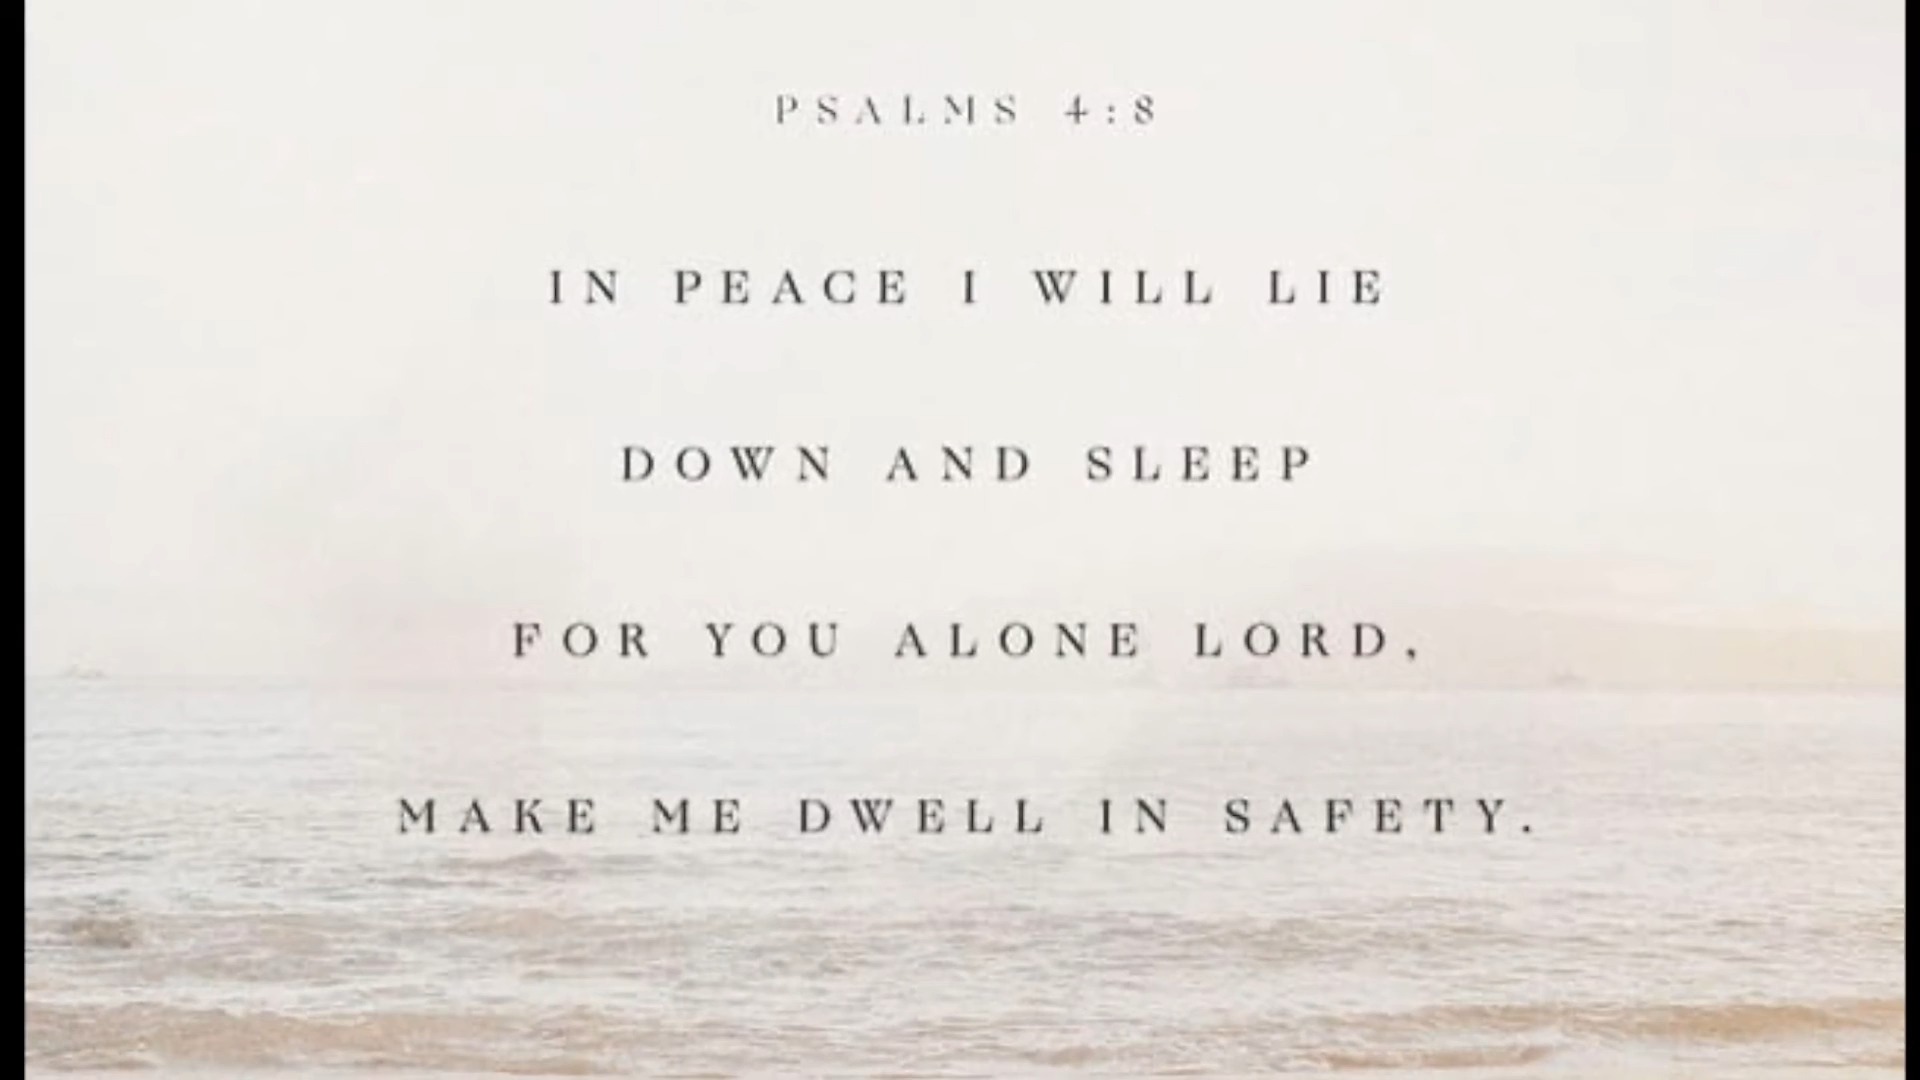 PSALMS 4:8
IN PEACE I WILL LIE
DOWN AND SLEEP
FOR YOU ALONE LORD,
MAKE ME DWELL IN SAFETY.